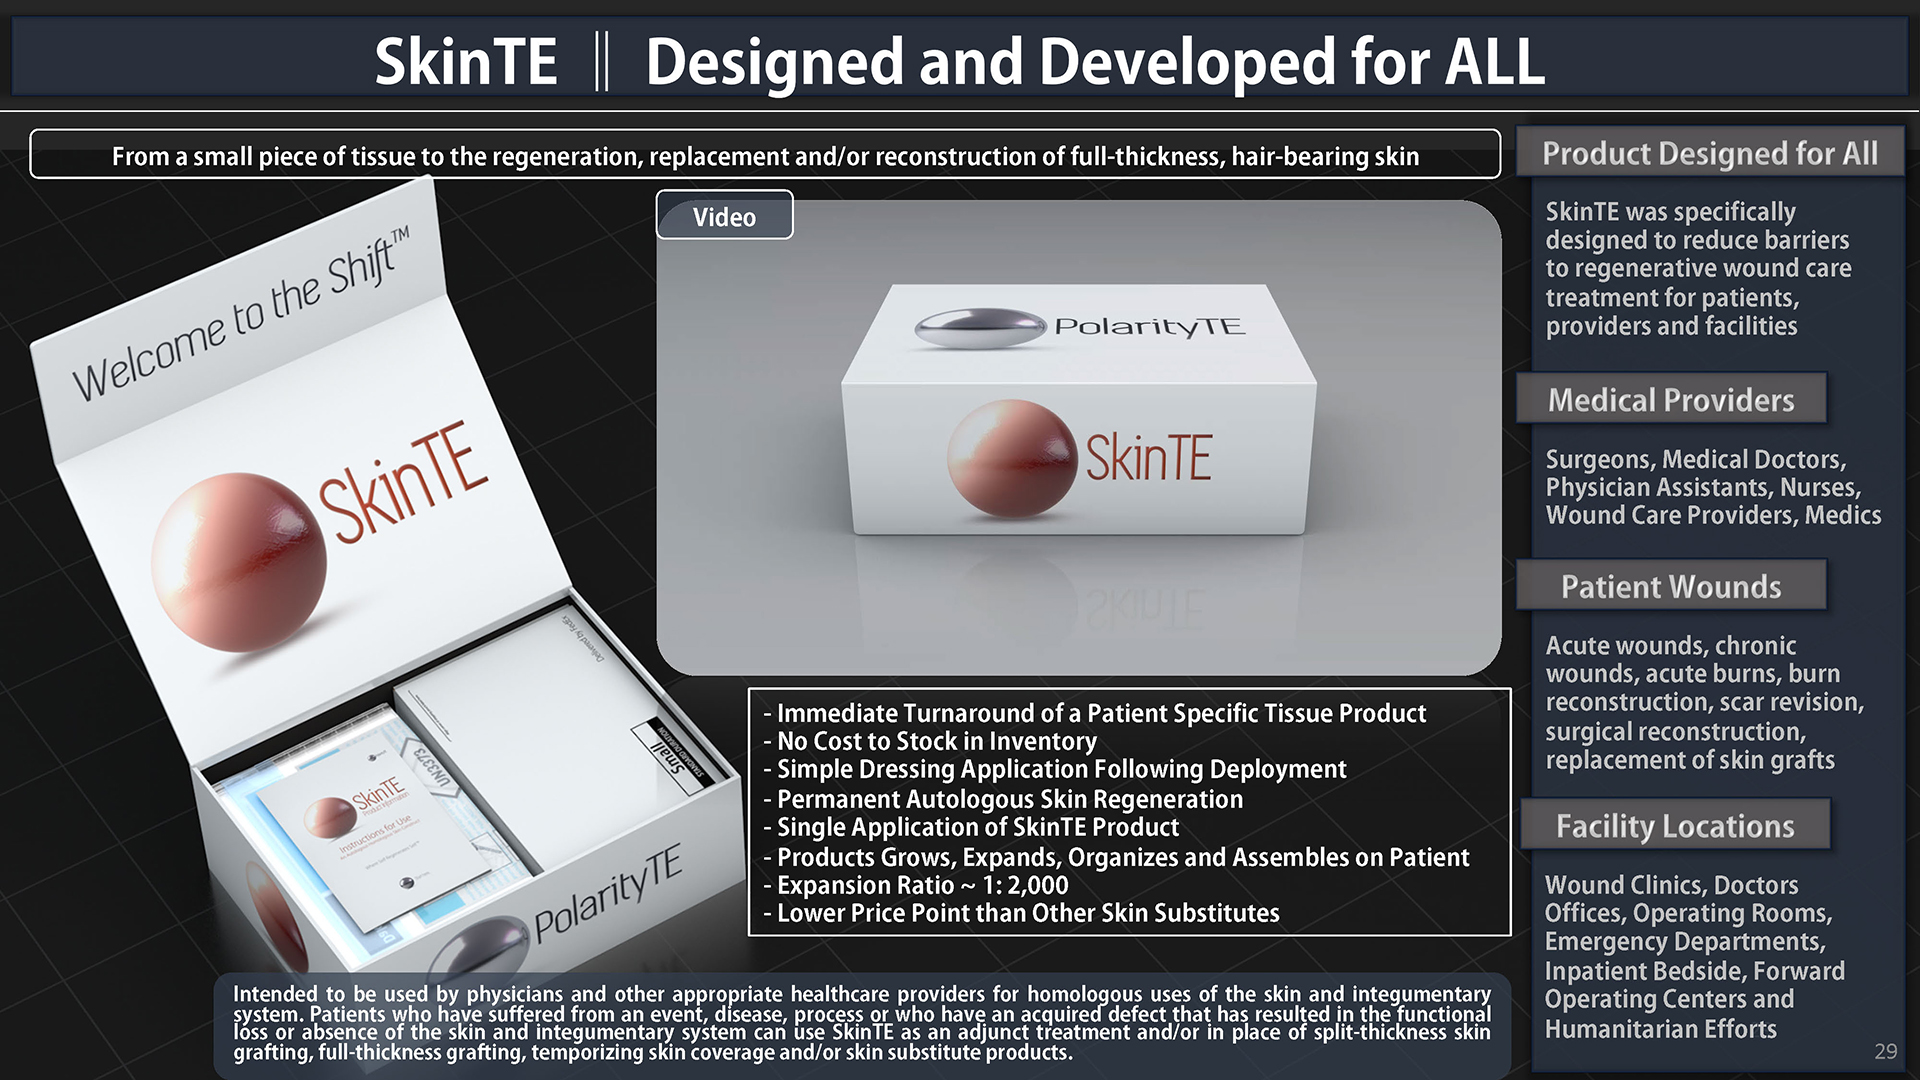 SkinTE || Designed and Developed for ALL
From a small piece of tissue to the regeneration, replacement and/or reconstruction of full-thickness, hair-bearing skin
Welcome to the Shift™
SkinTE
Delivered by FedEx
Small
STANDARD DURATION
UN3373
SkinTE
Product Information
Instructions for Use
PolarityTE
Video
PolarityTE
SkinTE
- Immediate Turnaround of a Patient Specific Tissue Product
- No Cost to Stock in Inventory
- Simple Dressing Application Following Deployment
- Permanent Autologous Skin Regeneration
- Single Application of SkinTE Product
- Products Grows, Expands, Organizes and Assembles on Patient
- Expansion Ratio ~ 1: 2,000
- Lower Price Point than Other Skin Substitutes
Intended to be used by physicians and other appropriate healthcare providers for homologous uses of the skin and integumentary
system. Patients who have suffered from an event, disease, process or who have an acquired defect that has resulted in the functional
loss or absence of the skin and integumentary system can use SkinTE as an adjunct treatment and/or in place of split-thickness skin
grafting, full-thickness grafting, temporizing skin coverage and/or skin substitute products.
Product Designed for All
SkinTE was specifically
designed to reduce barriers
to regenerative wound care
treatment for patients,
providers and facilities
Medical Providers
Surgeons, Medical Doctors,
Physician Assistants, Nurses,
Wound Care Providers, Medics
Patient Wounds
Acute wounds, chronic
wounds, acute burns, burn
reconstruction, scar revision,
surgical reconstruction,
replacement of skin grafts
Facility Locations
Wound Clinics, Doctors
Offices, Operating Rooms,
Emergency Departments,
Inpatient Bedside, Forward
Operating Centers and
Humanitarian Efforts
29